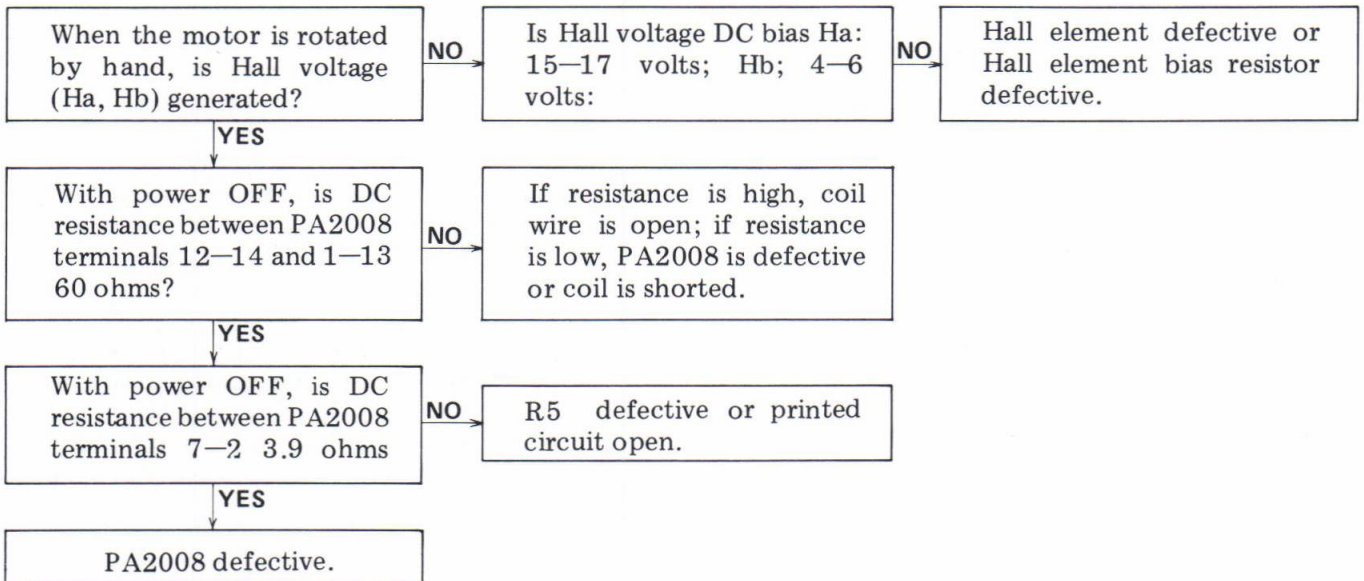 When the motor is rotated
by hand, is Hall voltage
(Ha, Hb) generated?
NO
Is Hall voltage DC bias Ha:
15—17 volts; Hb; 4—6
volts:
NO
Hall element defective or
Hall element bias resistor
defective.
YES
With power OFF, is DC
resistance between PA2008
terminals 12—14 and 1—13
60 ohms?
NO
If resistance is high, coil
wire is open; if resistance
is low, PA2008 is defective
or coil is shorted.
YES
With power OFF, is DC
resistance between PA2008
terminals 7—2 3.9 ohms
NO
R5 defective or printed
circuit open.
YES
PA2008 defective.